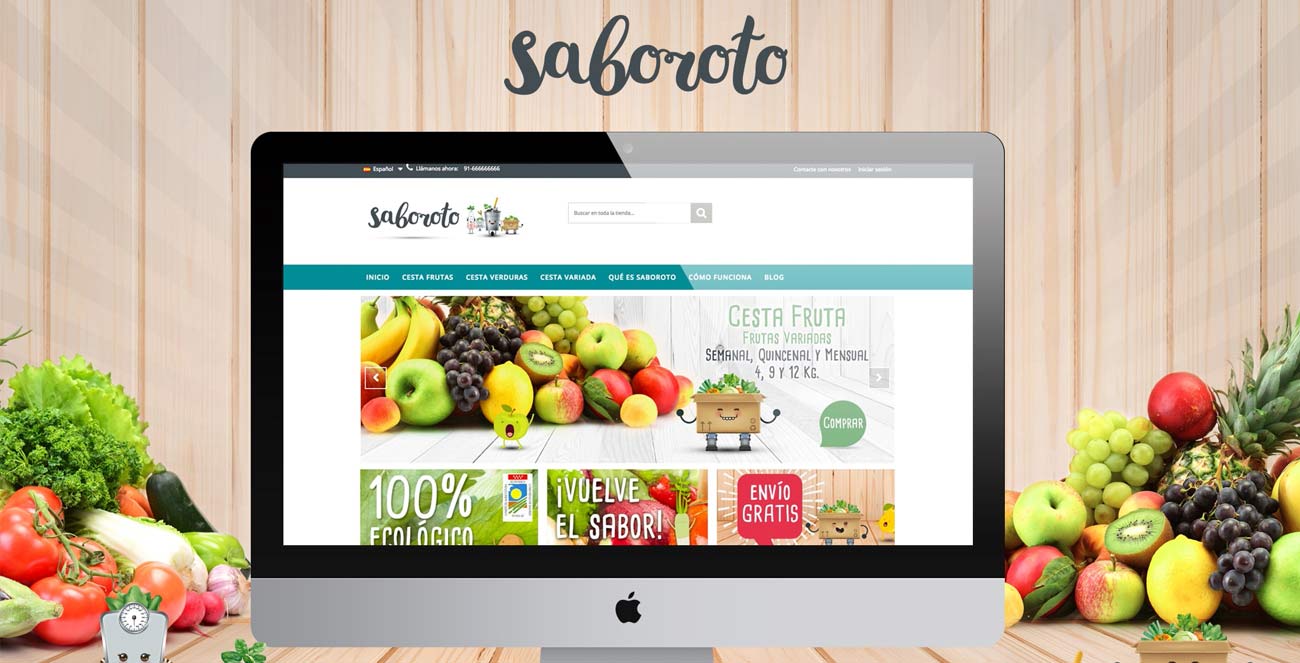 saboroto
Español Llámanos ahora: 91-666666666 Contacte con nosotros Iniciar sesión
saboroto
Buscar en toda la tienda...
INICIO CESTA FRUTAS CESTA VERDURAS CESTA VARIADA QUÉ ES SABOROTO CÓMO FUNCIONA BLOG
CESTA FRUTA
FRUTAS VARIADAS
SEMANAL, QUINCENAL Y MENSUAL
4, 9 Y 12 KG.
COMPRAR
100%
ECOLÓGICO
¡VUELVE
EL SABOR!
ENVÍO
GRATIS